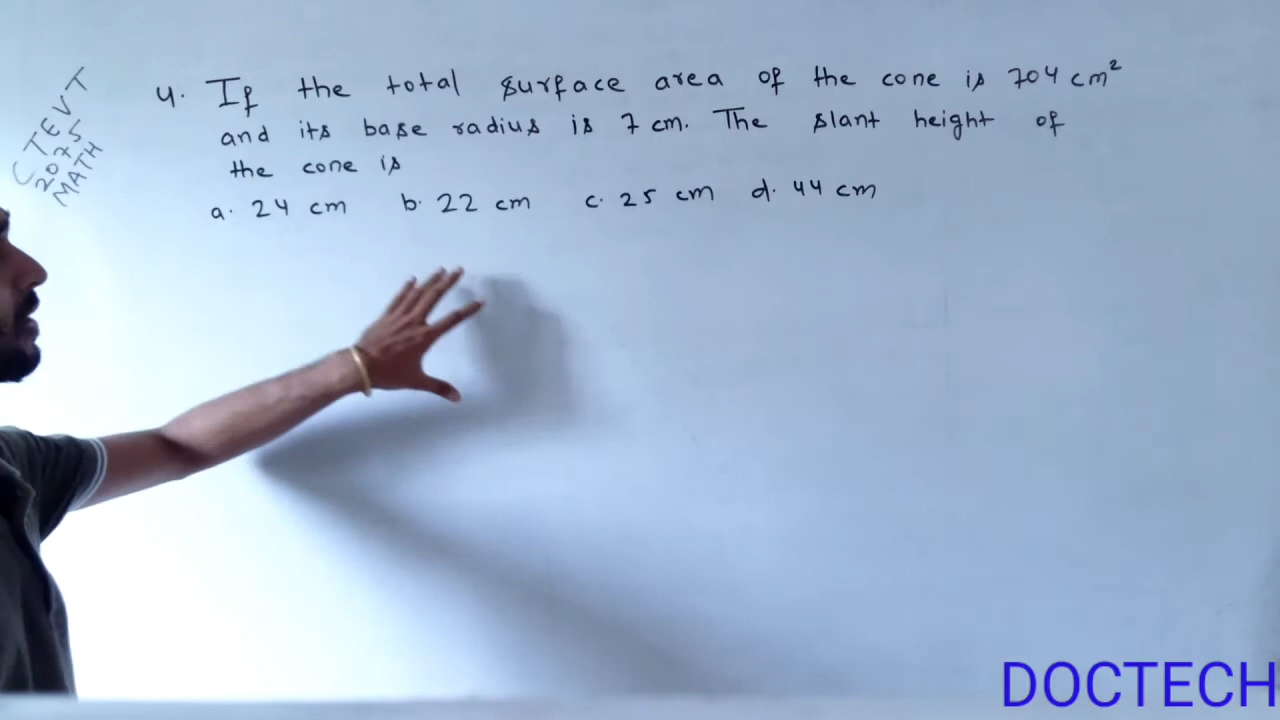 CTEVT
2075
MATH
4. If the total surface area of the cone is 704 cm²
and its base radius is 7 cm. The slant height of
the cone is
a. 24 cm b. 22 cm c. 25 cm d. 44 cm
DOCTECH